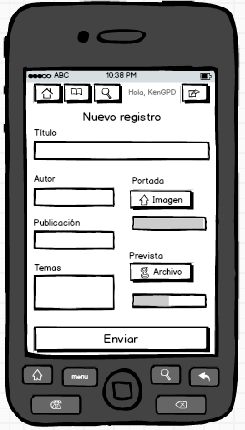 ABC 10:38 PM
Hola, KenGPD
Nuevo registro
Título
Autor
Portada
Imagen
Publicación
Temas
Prevista
Archivo
Enviar
menu